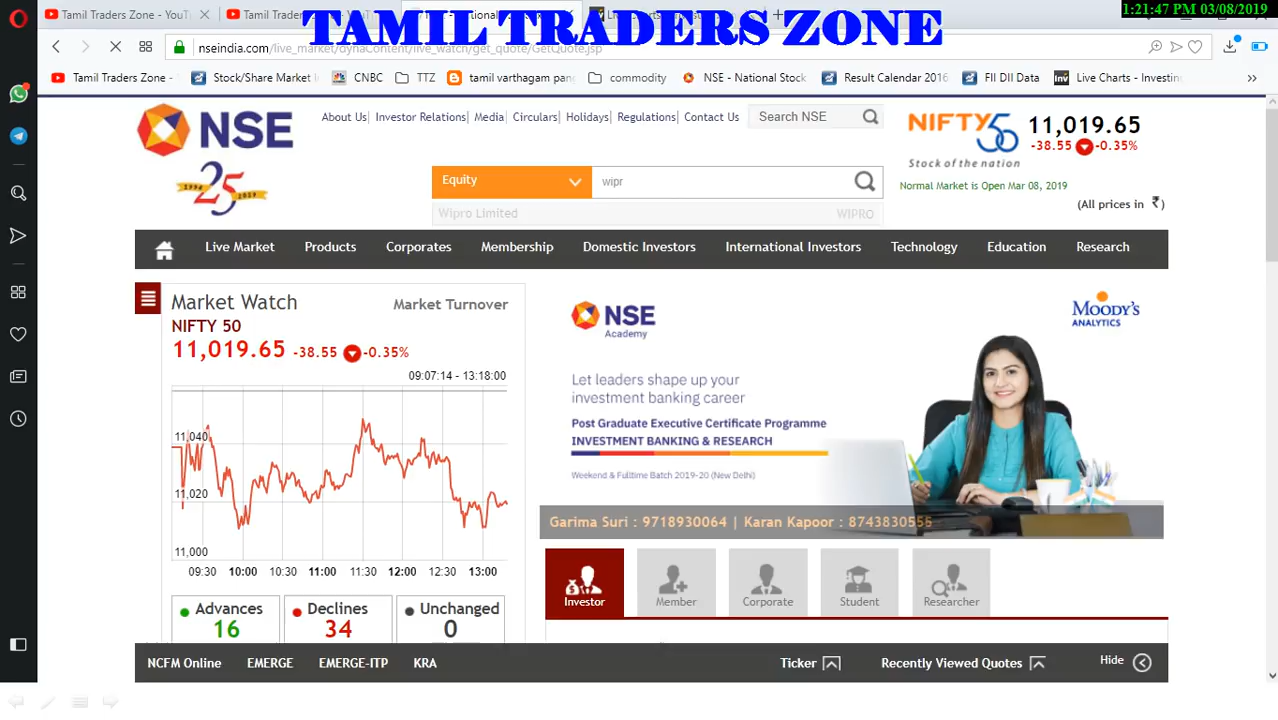 1:21:47 PM 03/08/2019
Tamil Traders Zone - YouT
Tamil Trader
TAMIL TRADERS ZONE
nseindia.com/live_market/dynaContent/live_watch/get_quote/GetQuote.jsp
Tamil Traders Zone -
Stock/Share Market
CNBC
TTZ
tamil varthagam pan
commodity
NSE - National Stock
Result Calendar 2016
FII DII Data
Inv
Live Charts - Investin
NSE
1994 25 2019
About Us| Investor Relations| Media| Circulars| Holidays| Regulations| Contact Us
Search NSE
Equity
wipr
Wipro Limited WIPRO
NIFTY 50
Stock of the nation
11,019.65
-38.55 -0.35%
Normal Market is Open Mar 08, 2019
(All prices in ₹)
Live Market Products Corporates Membership Domestic Investors International Investors Technology Education Research
Market Watch Market Turnover
NIFTY 50
11,019.65 -38.55 -0.35%
09:07:14 - 13:18:00
11,040
11,020
11,000
09:30 10:00 10:30 11:00 11:30 12:00 12:30 13:00
Advances
16
Declines
34
Unchanged
0
NSE
Academy
MOODY'S
ANALYTICS
Let leaders shape up your
investment banking career
Post Graduate Executive Certificate Programme
INVESTMENT BANKING & RESEARCH
Weekend & Fulltime Batch 2019-20 (New Delhi)
Garima Suri : 9718930064 | Karan Kapoor : 8743830555
Investor Member Corporate Student Researcher
NCFM Online EMERGE EMERGE-ITP KRA Ticker Recently Viewed Quotes Hide